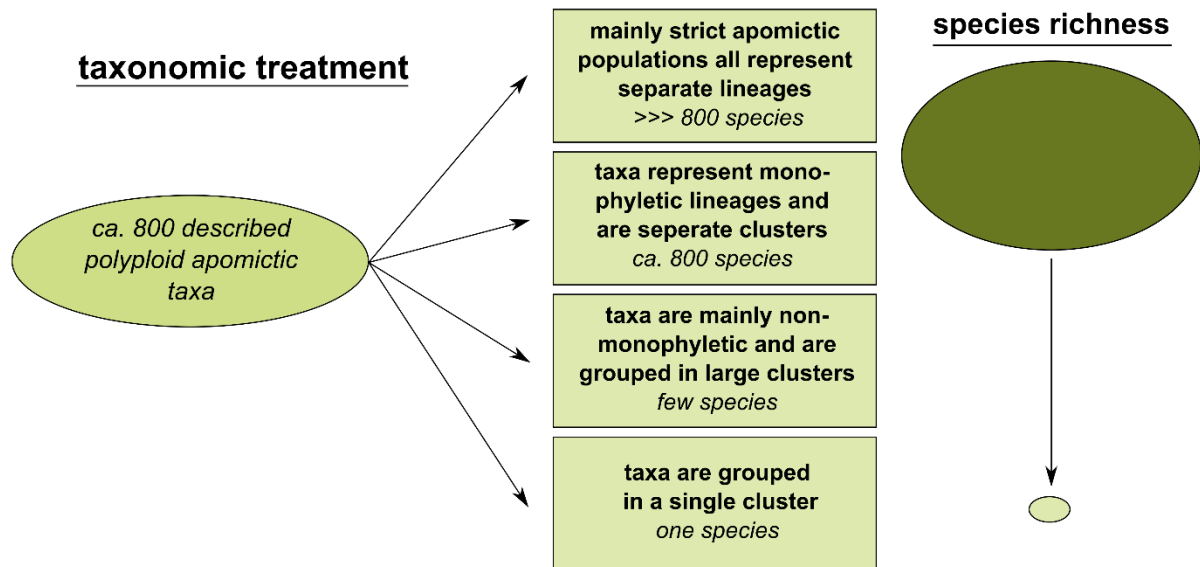 taxonomic treatment
ca. 800 described
polyploid apomictic
taxa
mainly strict apomictic
populations all represent
separate lineages
>>> 800 species
taxa represent mono-
phyletic lineages and
are seperate clusters
ca. 800 species
taxa are mainly non-
monophyletic and are
grouped in large clusters
few species
taxa are grouped
in a single cluster
one species
species richness